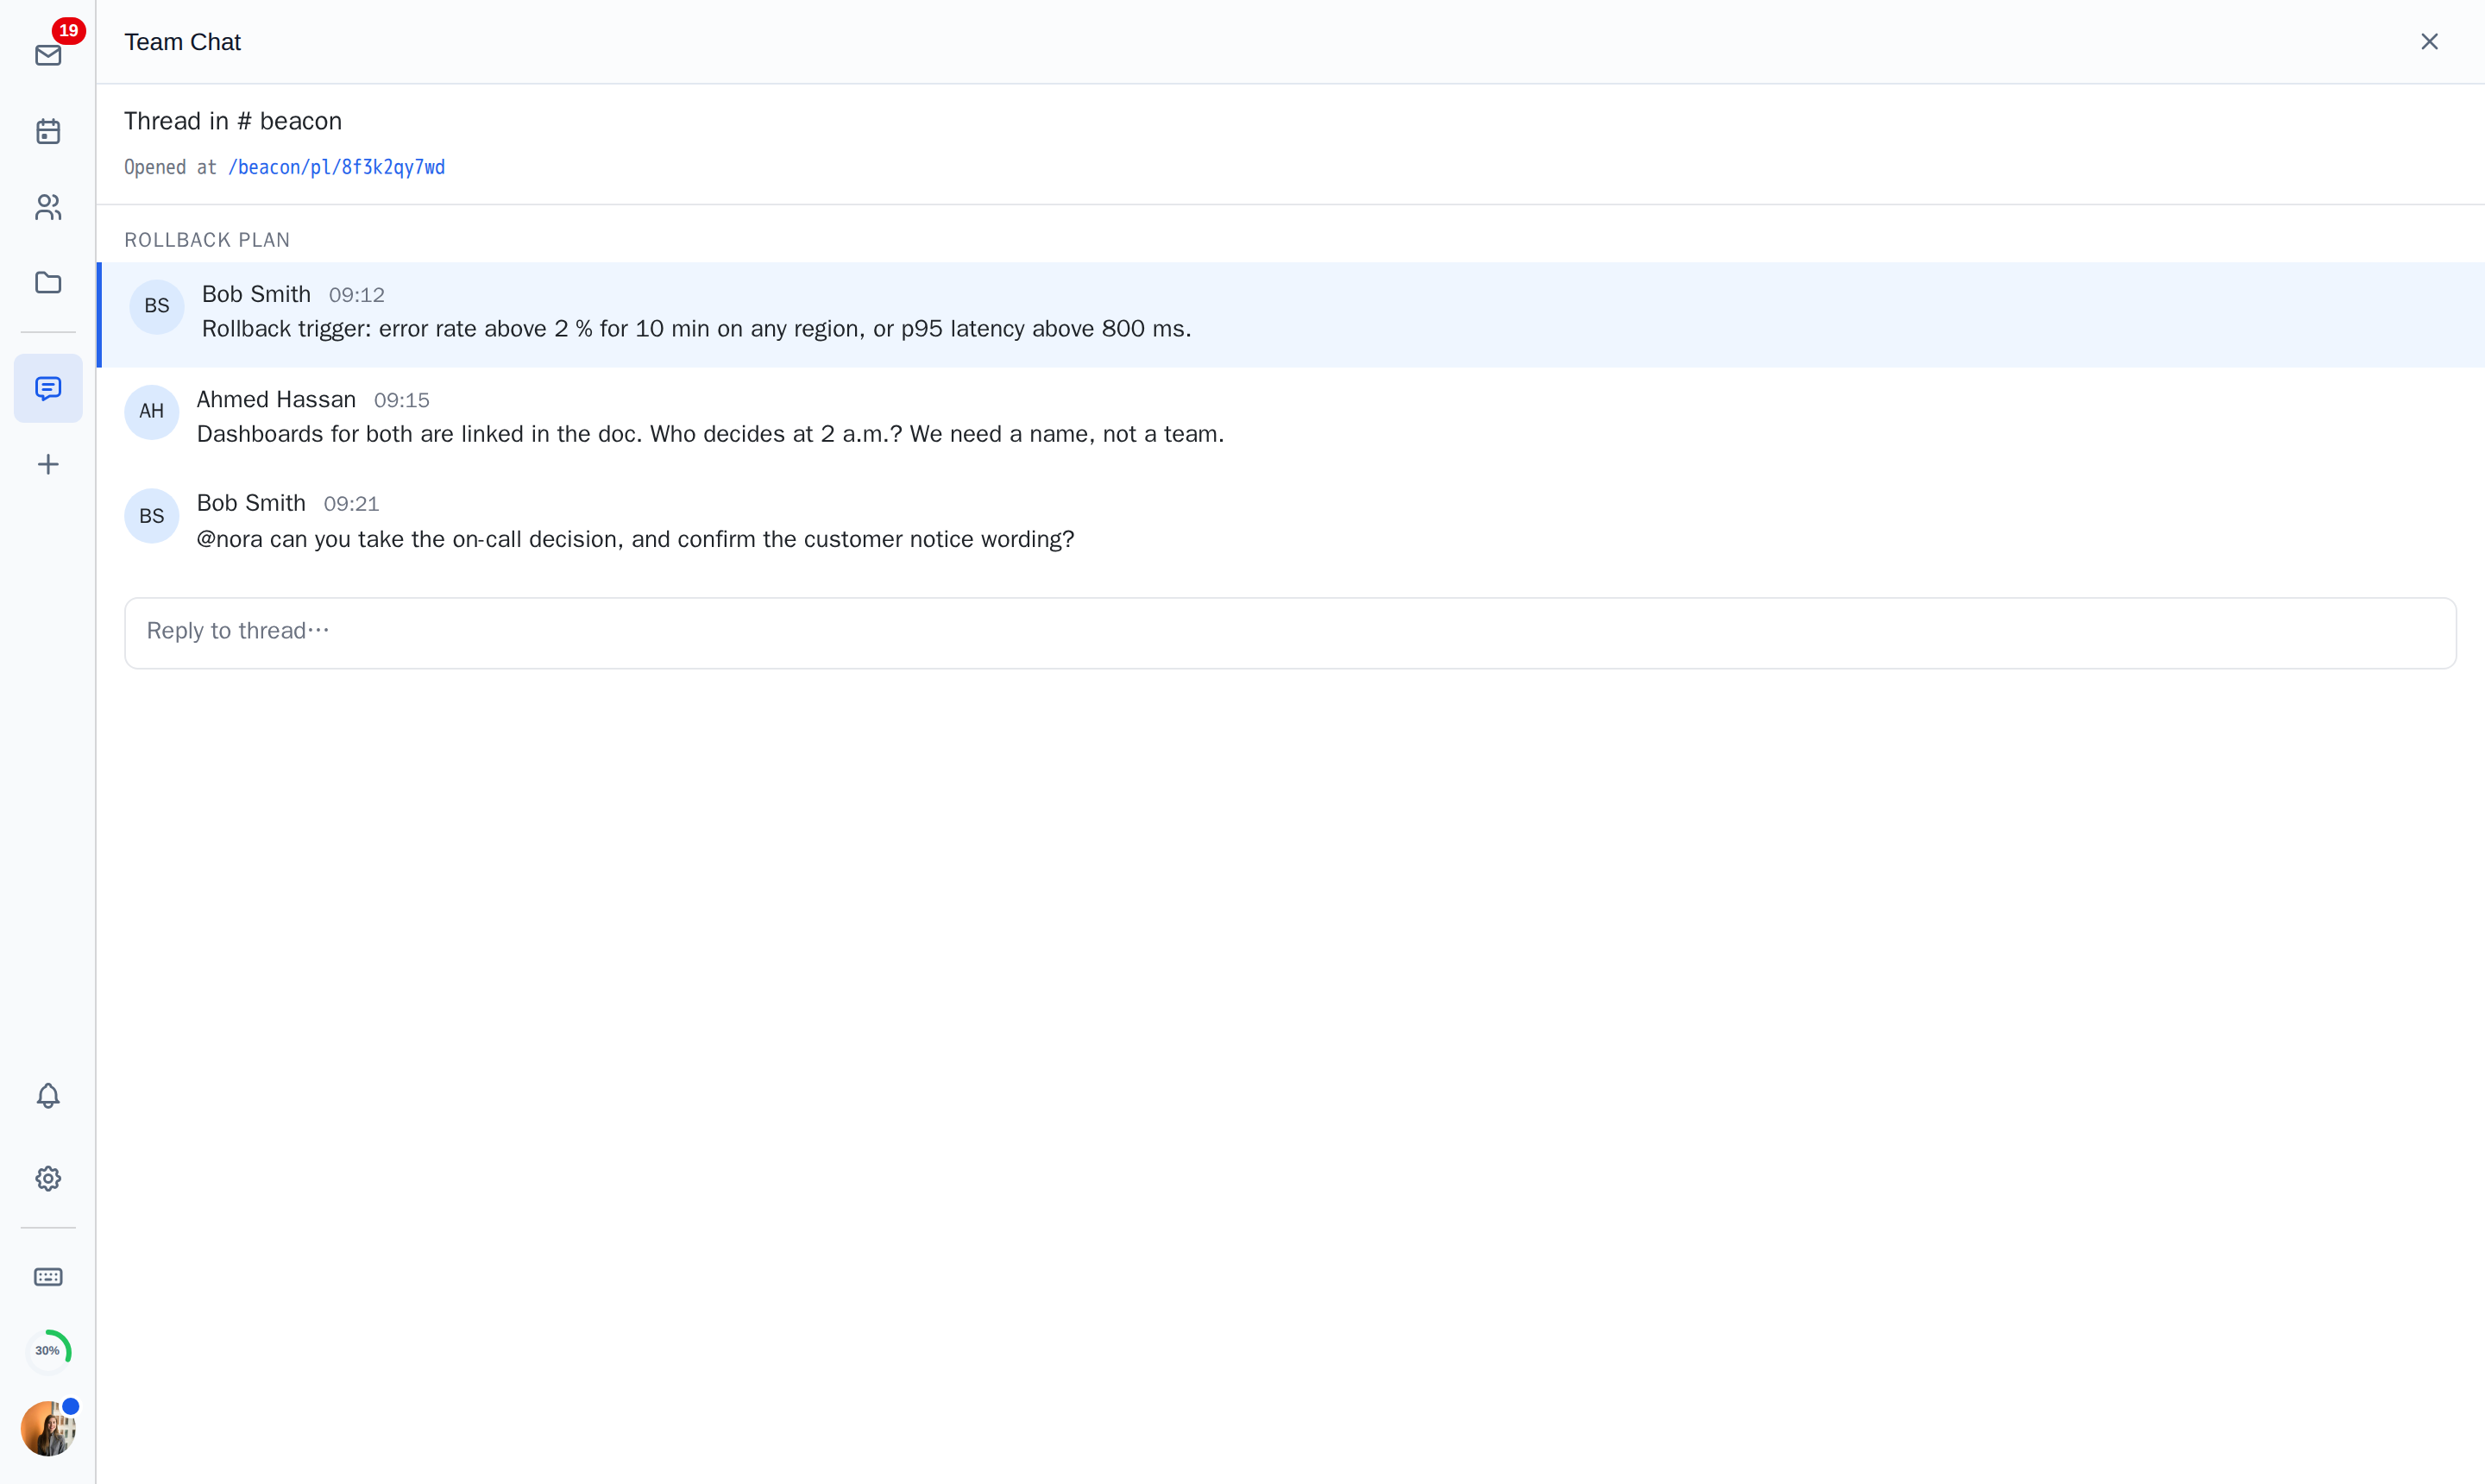 19
Team Chat
Thread in # beacon
Opened at /beacon/pl/8f3k2qy7wd
ROLLBACK PLAN
BS
Bob Smith 09:12
Rollback trigger: error rate above 2 % for 10 min on any region, or p95 latency above 800 ms.
AH
Ahmed Hassan 09:15
Dashboards for both are linked in the doc. Who decides at 2 a.m.? We need a name, not a team.
BS
Bob Smith 09:21
@nora can you take the on-call decision, and confirm the customer notice wording?
Reply to thread…
30%